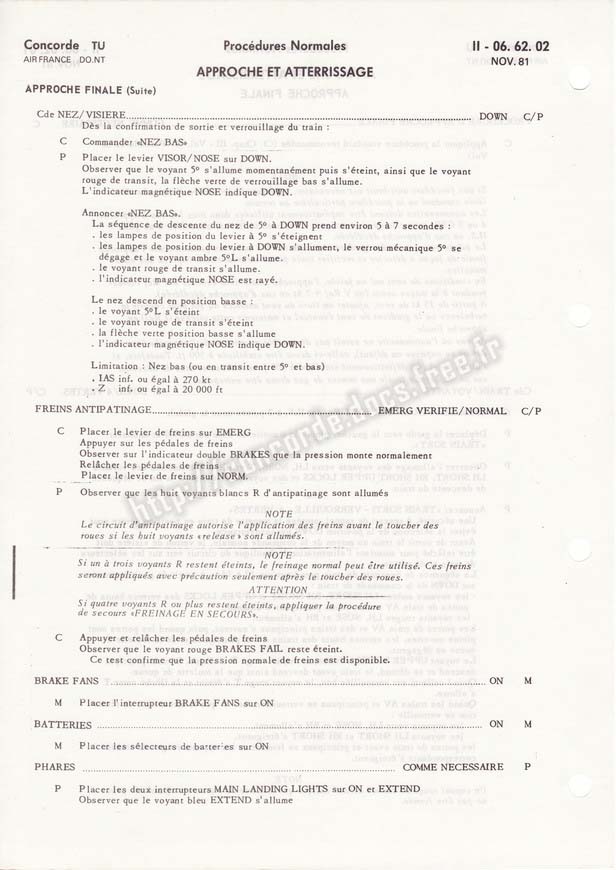 Concorde TU
Procédures Normales
II - 06. 62. 02
AIR FRANCE DO.NT
NOV. 81
APPROCHE ET ATTERRISSAGE
APPROCHE FINALE (Suite)
Cde NEZ/VISIERE DOWN C/P
Dès la confirmation de sortie et verrouillage du train :
C Commander «NEZ BAS»
P Placer le levier VISOR/NOSE sur DOWN.
Observer que le voyant 5º s'allume momentanément puis s'éteint, ainsi que le voyant
rouge de transit, la flèche verte de verrouillage bas s'allume.
L'indicateur magnétique NOSE indique DOWN.
Annoncer «NEZ BAS».
La séquence de descente du nez de 5º à DOWN prend environ 5 à 7 secondes :
. les lampes de position du levier à 5º s'éteignent
. les lampes de position du levier à DOWN s'allument, le verrou mécanique 5º se
dégage et le voyant ambre 5ºL s'allume.
. le voyant rouge de transit s'allume.
. l'indicateur magnétique NOSE est rayé.
Le nez descend en position basse :
. le voyant 5ºL s'éteint
. le voyant rouge de transit s'éteint
. la flèche verte position basse s'allume
. l'indicateur magnétique NOSE indique DOWN.
Limitation : Nez bas (ou en transit entre 5º et bas)
. IAS inf. ou égal à 270 kt
. Z inf. ou égal à 20 000 ft
FREINS ANTIPATINAGE EMERG VERIFIE/NORMAL C/P
C Placer le levier de freins sur EMERG
Appuyer sur les pédales de freins
Observer sur l'indicateur double BRAKES que la pression monte normalement
Relâcher les pédales de freins
Placer le levier de freins sur NORM.
P Observer que les huit voyants blancs R d'antipatinage sont allumés
NOTE
Le circuit d'antipatinage autorise l'application des freins avant le toucher des
roues si les huit voyants «release» sont allumés.
NOTE
Si un à trois voyants R restent éteints, le freinage normal peut être utilisé. Ces freins
seront appliqués avec précaution seulement après le toucher des roues.
ATTENTION
Si quatre voyants R ou plus restent éteints, appliquer la procédure
de secours «FREINAGE EN SECOURS».
C Appuyer et relâcher les pédales de freins
Observer que le voyant rouge BRAKES FAIL reste éteint.
Ce test confirme que la pression normale de freins est disponible.
BRAKE FANS ON M
M Placer l'interrupteur BRAKE FANS sur ON
BATTERIES ON M
M Placer les sélecteurs de batteries sur ON
PHARES COMME NECESSAIRE P
P Placer les deux interrupteurs MAIN LANDING LIGHTS sur ON et EXTEND
Observer que le voyant bleu EXTEND s'allume
http://concorde.docs.free.fr